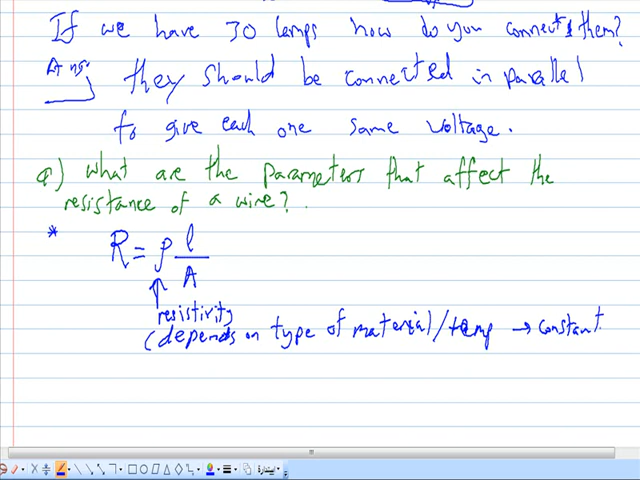 If we have 30 lamps how do you connect them?
Ans: they should be connected in parallel
to give each one same voltage.
Q) What are the parameters that affect the
resistance of a wire?
* R = ρ l / A
resistivity
(depends on type of material/temp → constant